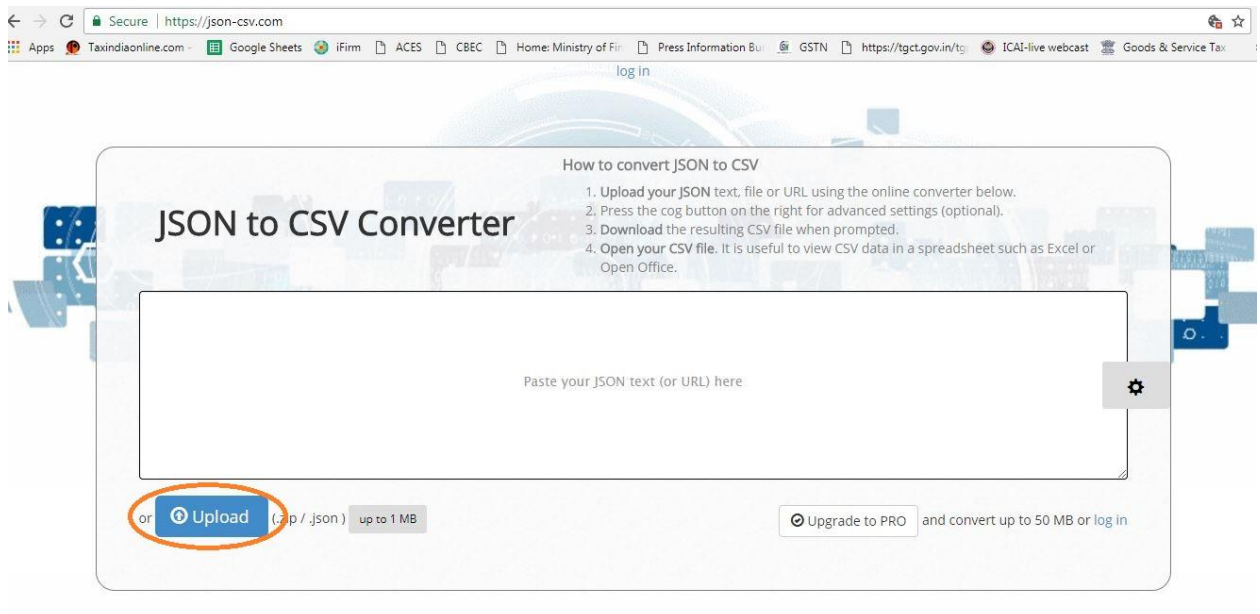 Secure | https://json-csv.com
Apps Taxindiaonline.com - Google Sheets iFirm ACES CBEC Home: Ministry of Fin Press Information Bu GSTN https://tgct.gov.in/tg ICAI-live webcast Goods & Service Tax
log in
How to convert JSON to CSV
JSON to CSV Converter
1. Upload your JSON text, file or URL using the online converter below.
2. Press the cog button on the right for advanced settings (optional).
3. Download the resulting CSV file when prompted.
4. Open your CSV file. It is useful to view CSV data in a spreadsheet such as Excel or
Open Office.
Paste your JSON text (or URL) here
or Upload (.zip / .json ) up to 1 MB Upgrade to PRO and convert up to 50 MB or log in